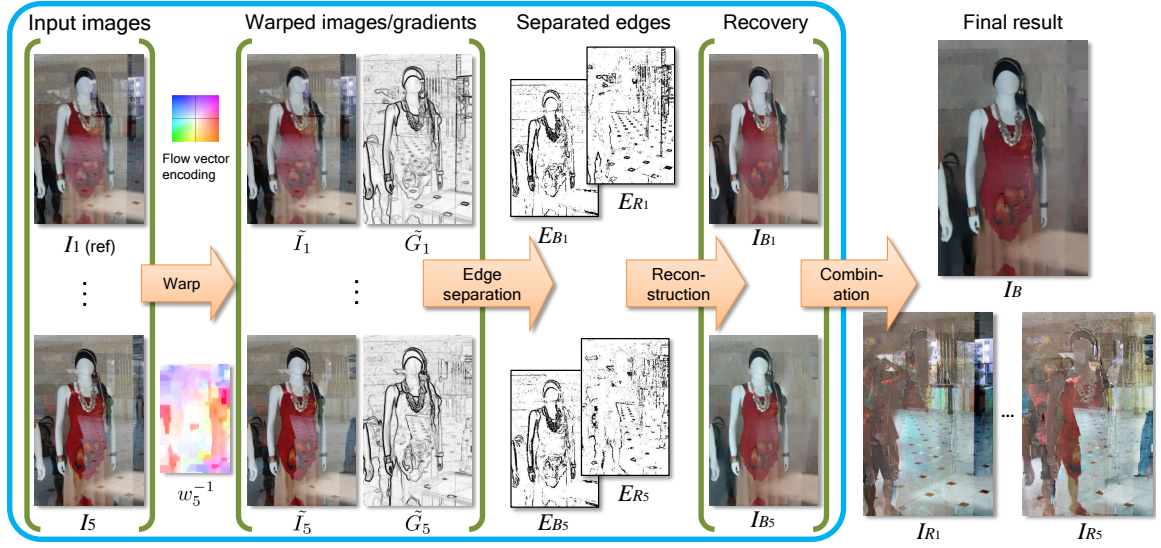 Input images
Warped images/gradients
Separated edges
Recovery
Final result
Flow vector
encoding
I1 (ref)
Ĩ1
G̃1
EB1
ER1
IB1
Warp
Edge
separation
Recon-
struction
Combin-
ation
IB
⋮
⋮
...
I5
w5^-1
Ĩ5
G̃5
EB5
ER5
IB5
IR1
IR5